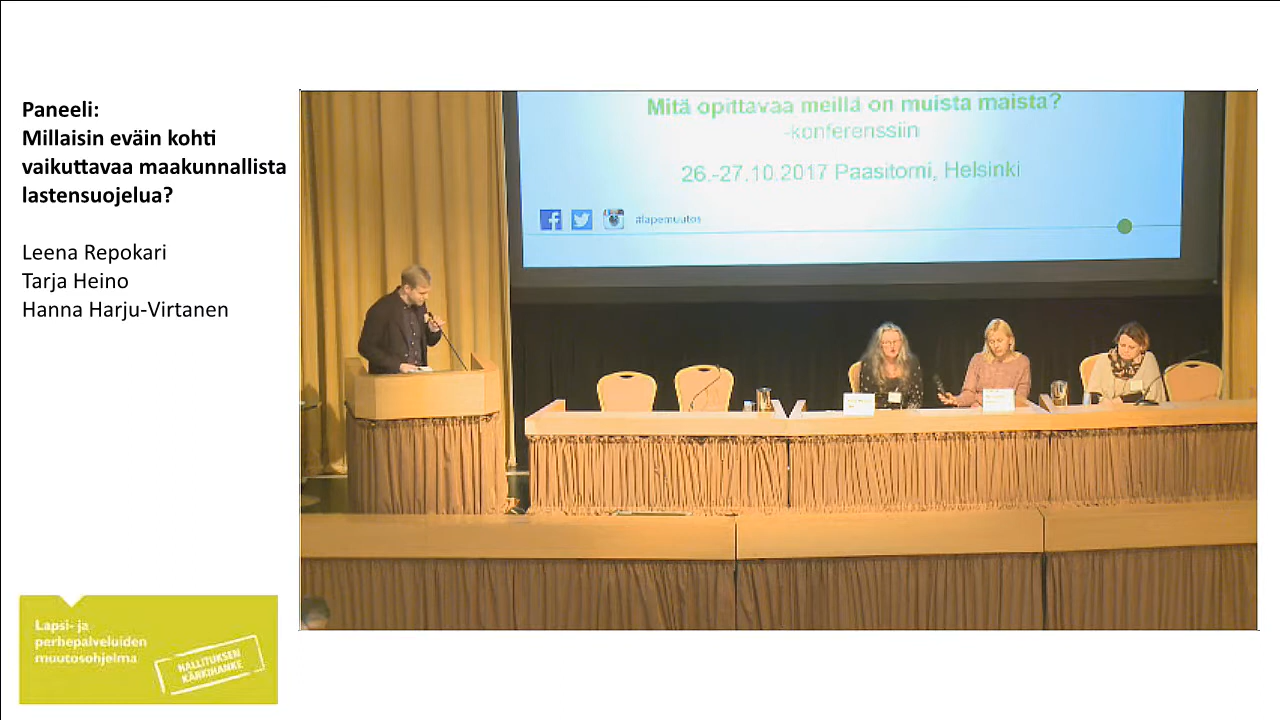 Paneeli:
Millaisin eväin kohti
vaikuttavaa maakunnallista
lastensuojelua?
Leena Repokari
Tarja Heino
Hanna Harju-Virtanen
Mitä opittavaa meillä on muista maista?
-konferenssiin
26.-27.10.2017 Paasitorni, Helsinki
#lapemuutos
Lapsi- ja
perhepalveluiden
muutosohjelma
HALLITUKSEN
KÄRKIHANKE